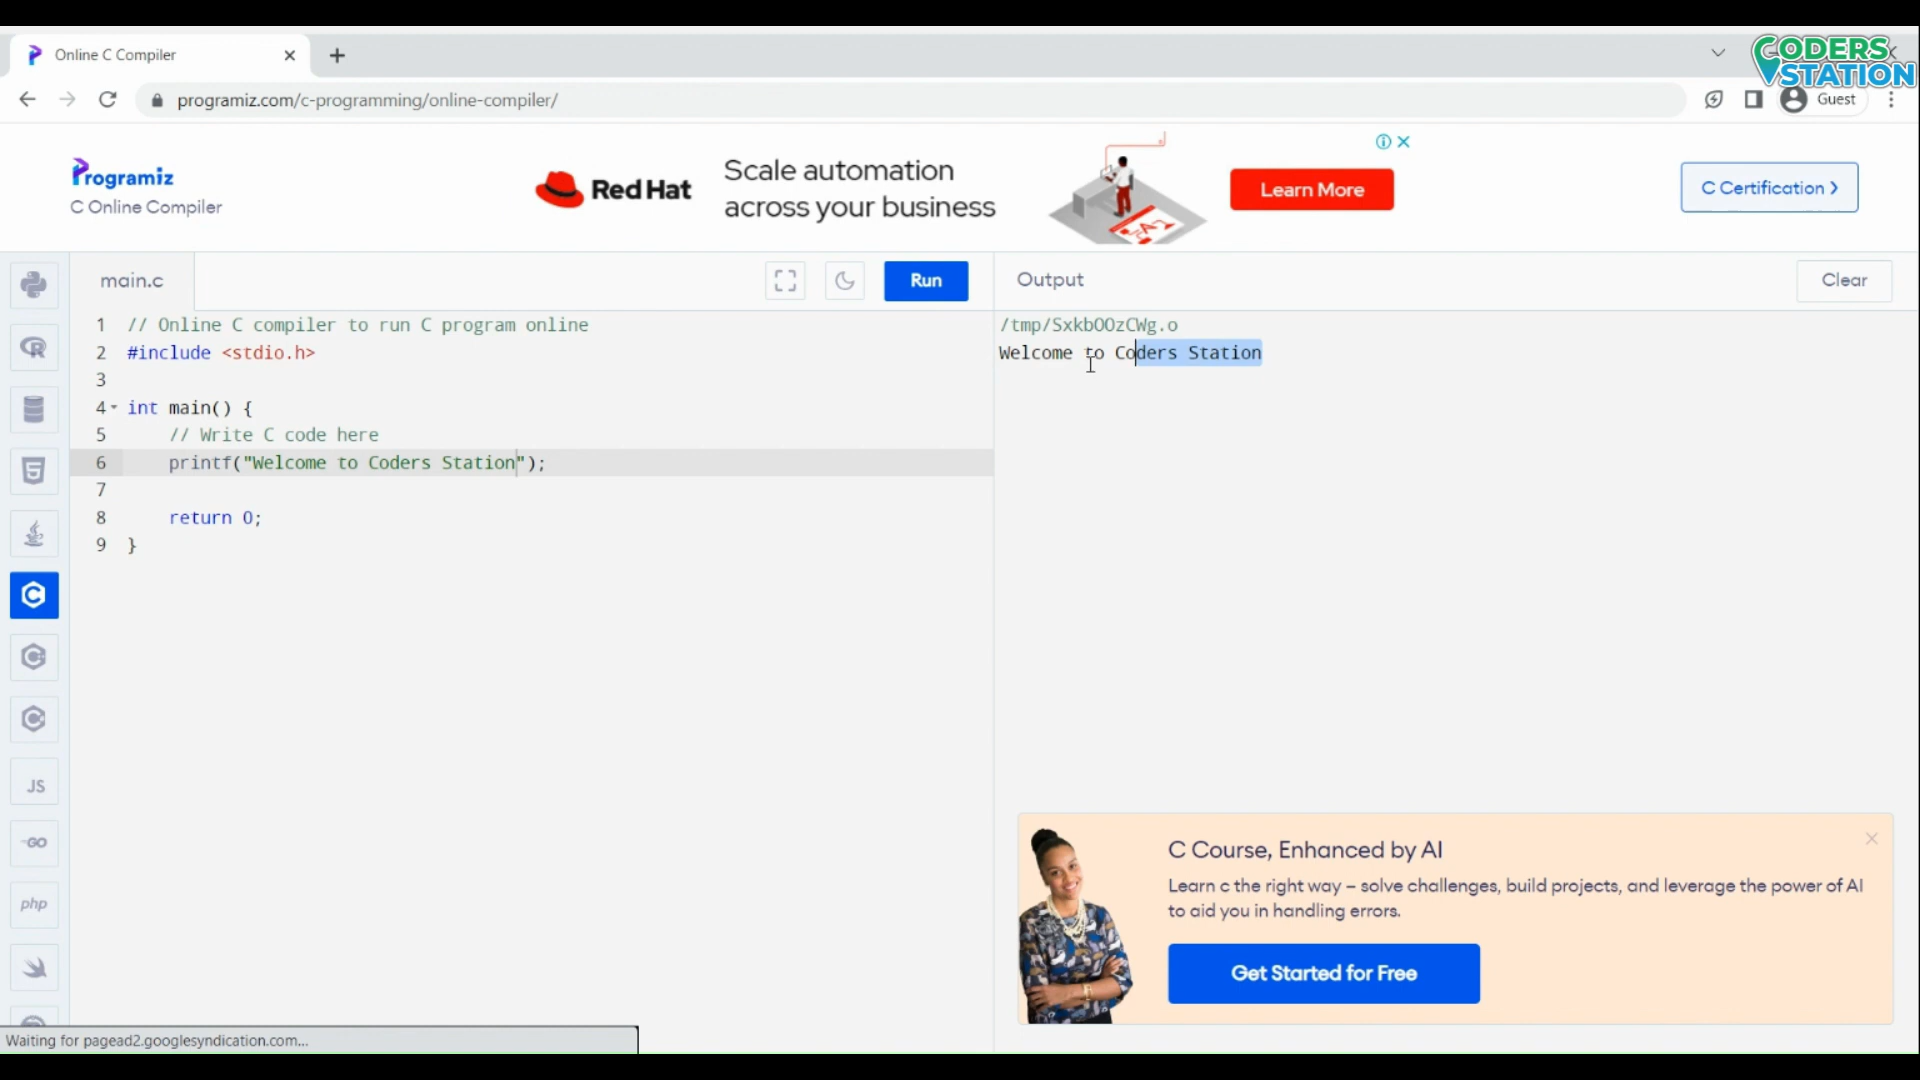 Online C Compiler
CODERS
STATION
programiz.com/c-programming/online-compiler/
Guest
Programiz
C Online Compiler
Red Hat
Scale automation
across your business
Learn More
C Certification >
main.c
Run
Output
Clear
1 // Online C compiler to run C program online
2 #include <stdio.h>
3
4 int main() {
5 // Write C code here
6 printf("Welcome to Coders Station");
7
8 return 0;
9 }
/tmp/SxkbOOzCWg.o
Welcome to Coders Station
JS
GO
php
C Course, Enhanced by AI
Learn c the right way – solve challenges, build projects, and leverage the power of AI
to aid you in handling errors.
Get Started for Free
Waiting for pagead2.googlesyndication.com...